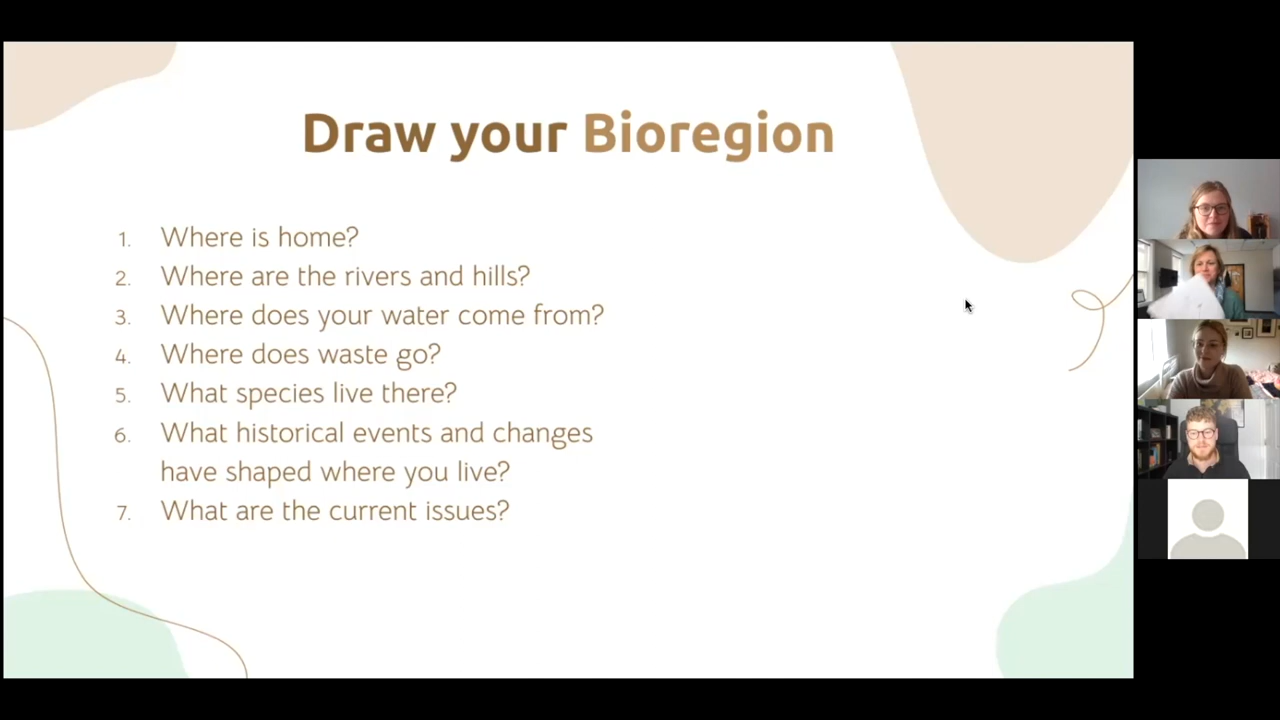 Draw your Bioregion
1. Where is home?
2. Where are the rivers and hills?
3. Where does your water come from?
4. Where does waste go?
5. What species live there?
6. What historical events and changes
have shaped where you live?
7. What are the current issues?